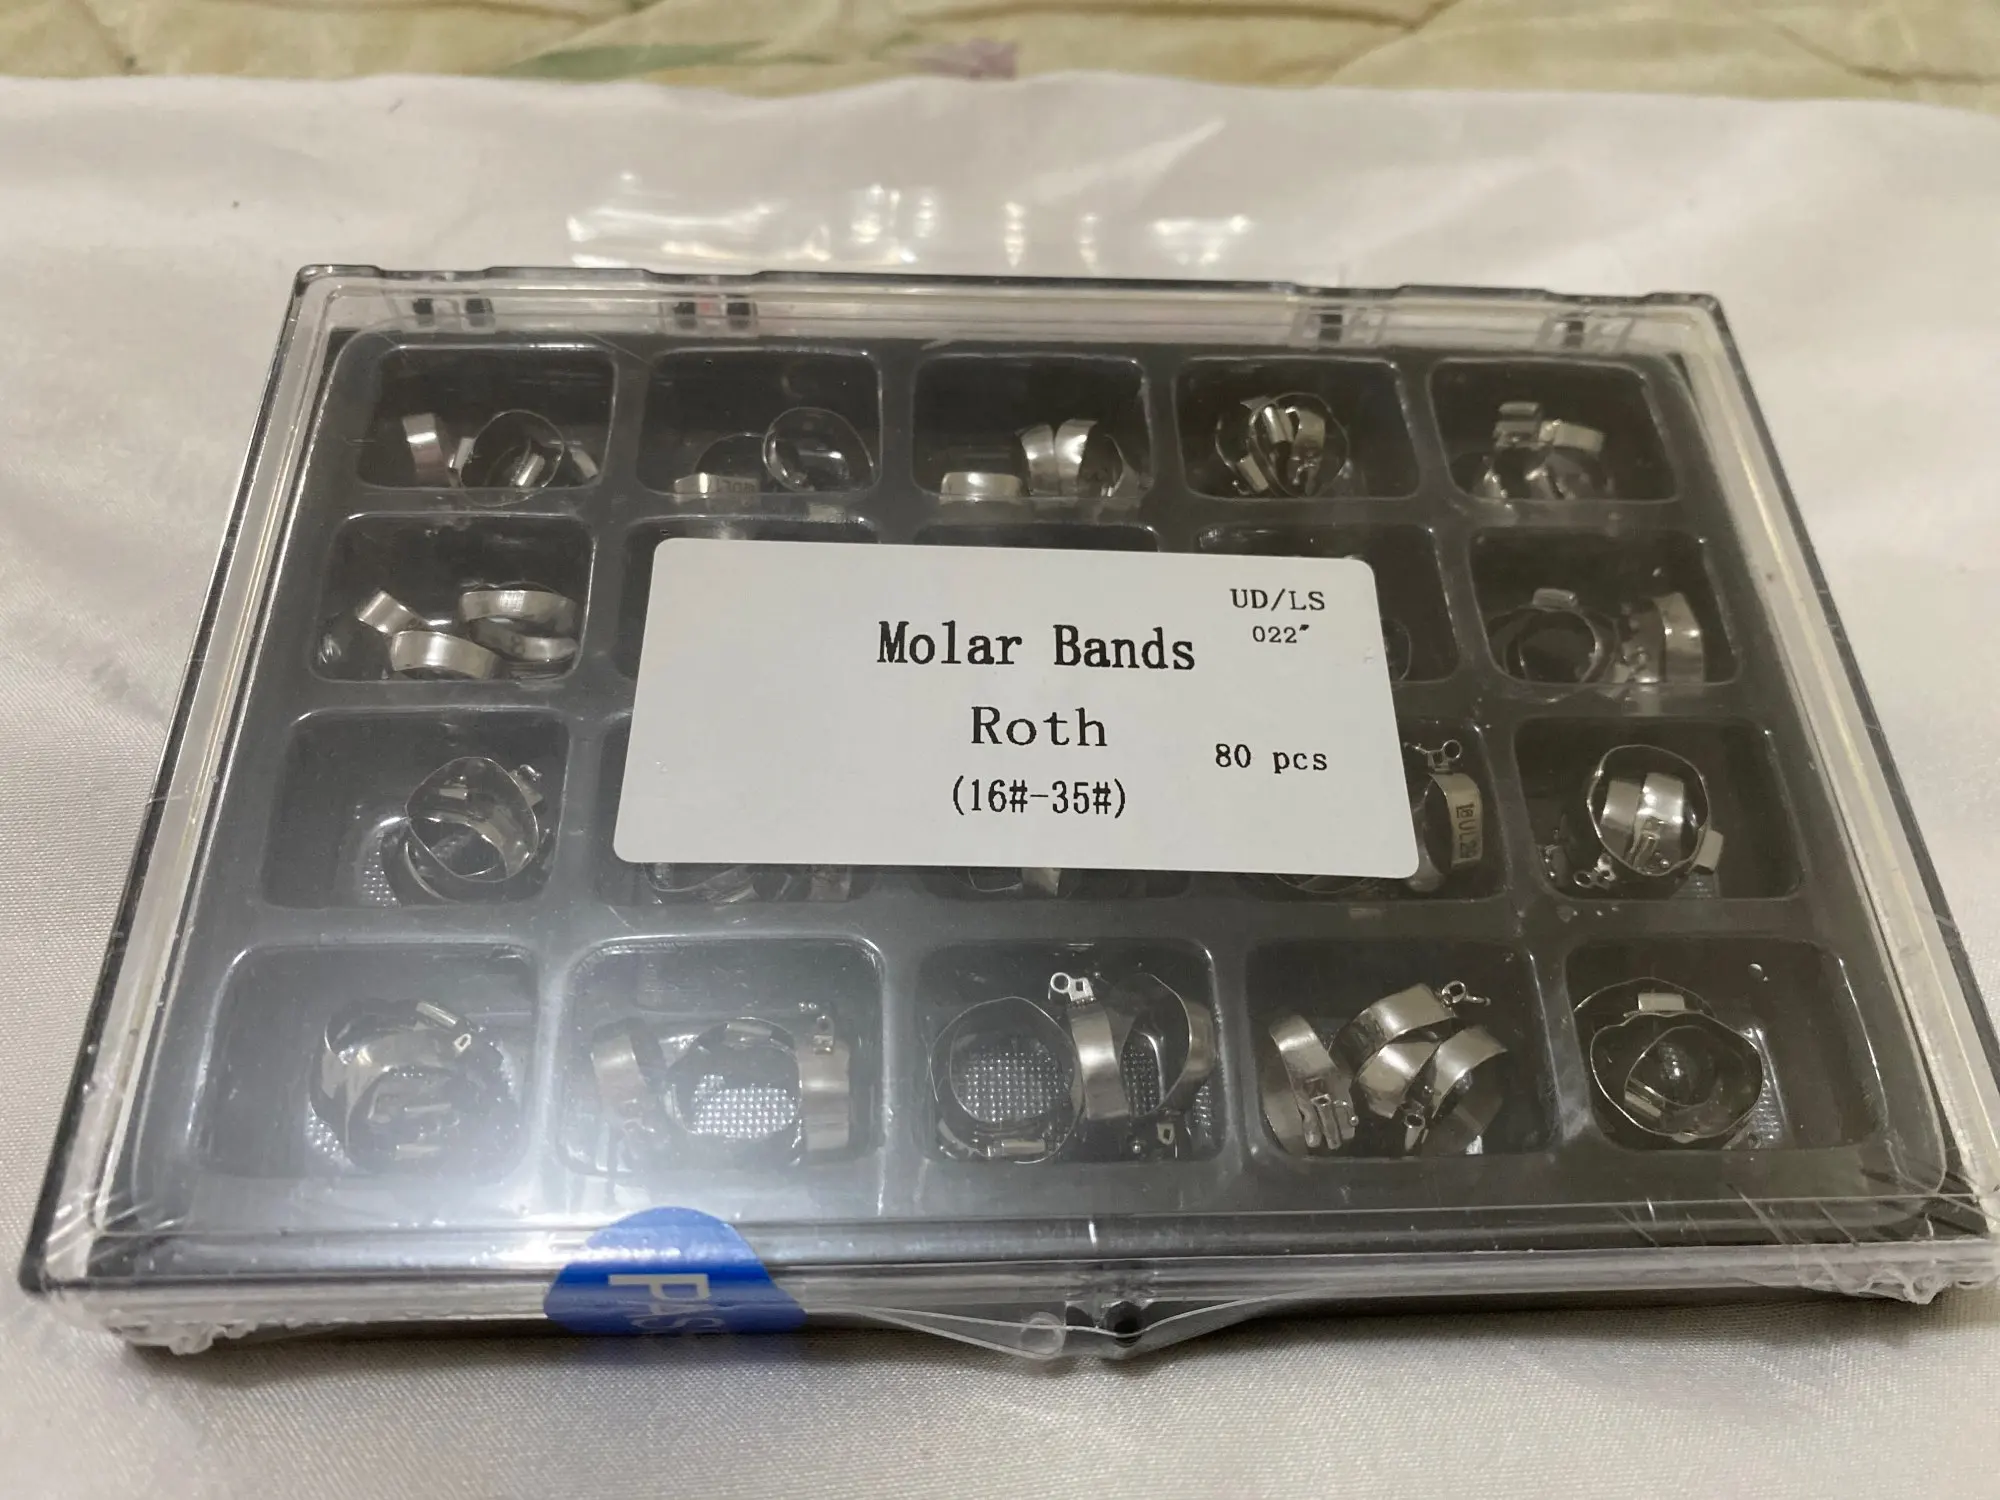 UD/LS
022"
Molar Bands
Roth
80 pcs
(16#-35#)